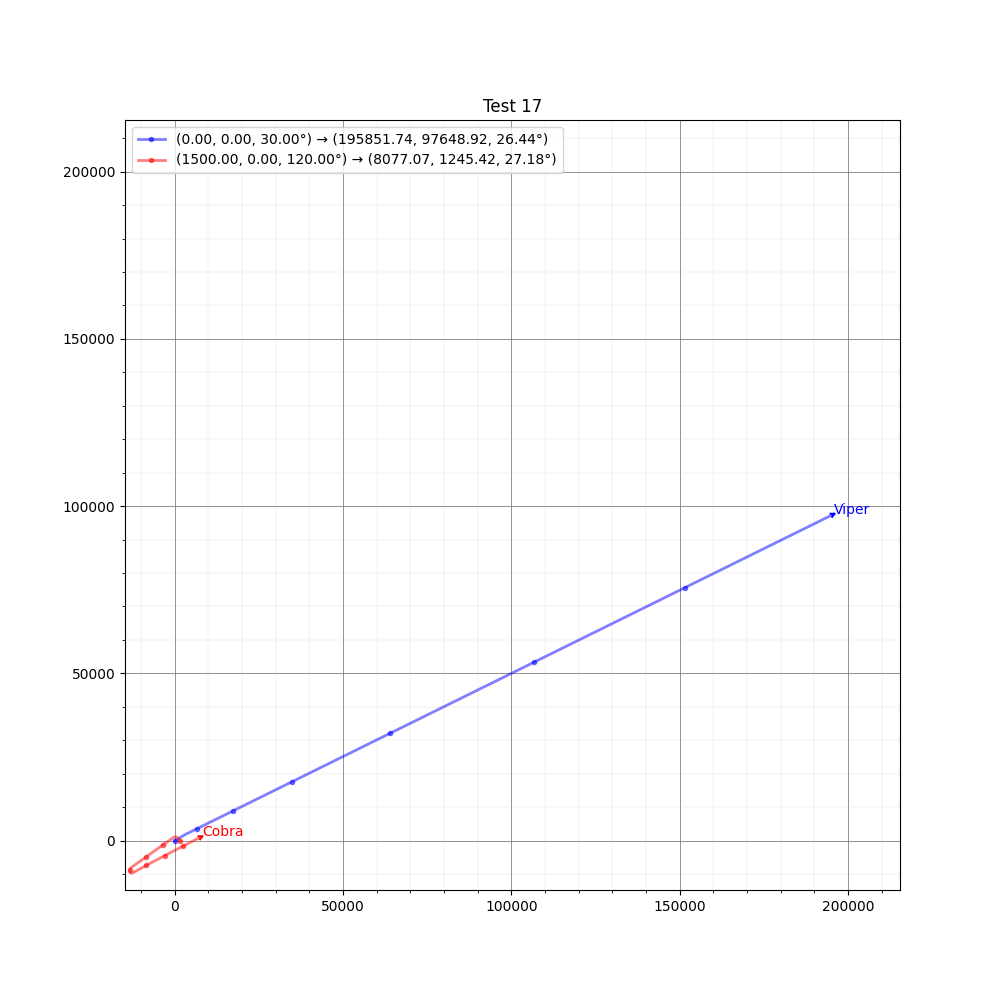 Test 17
(0.00, 0.00, 30.00°) → (195851.74, 97648.92, 26.44°)
(1500.00, 0.00, 120.00°) → (8077.07, 1245.42, 27.18°)
200000
150000
100000
50000
0
Viper
Cobra
0 50000 100000 150000 200000